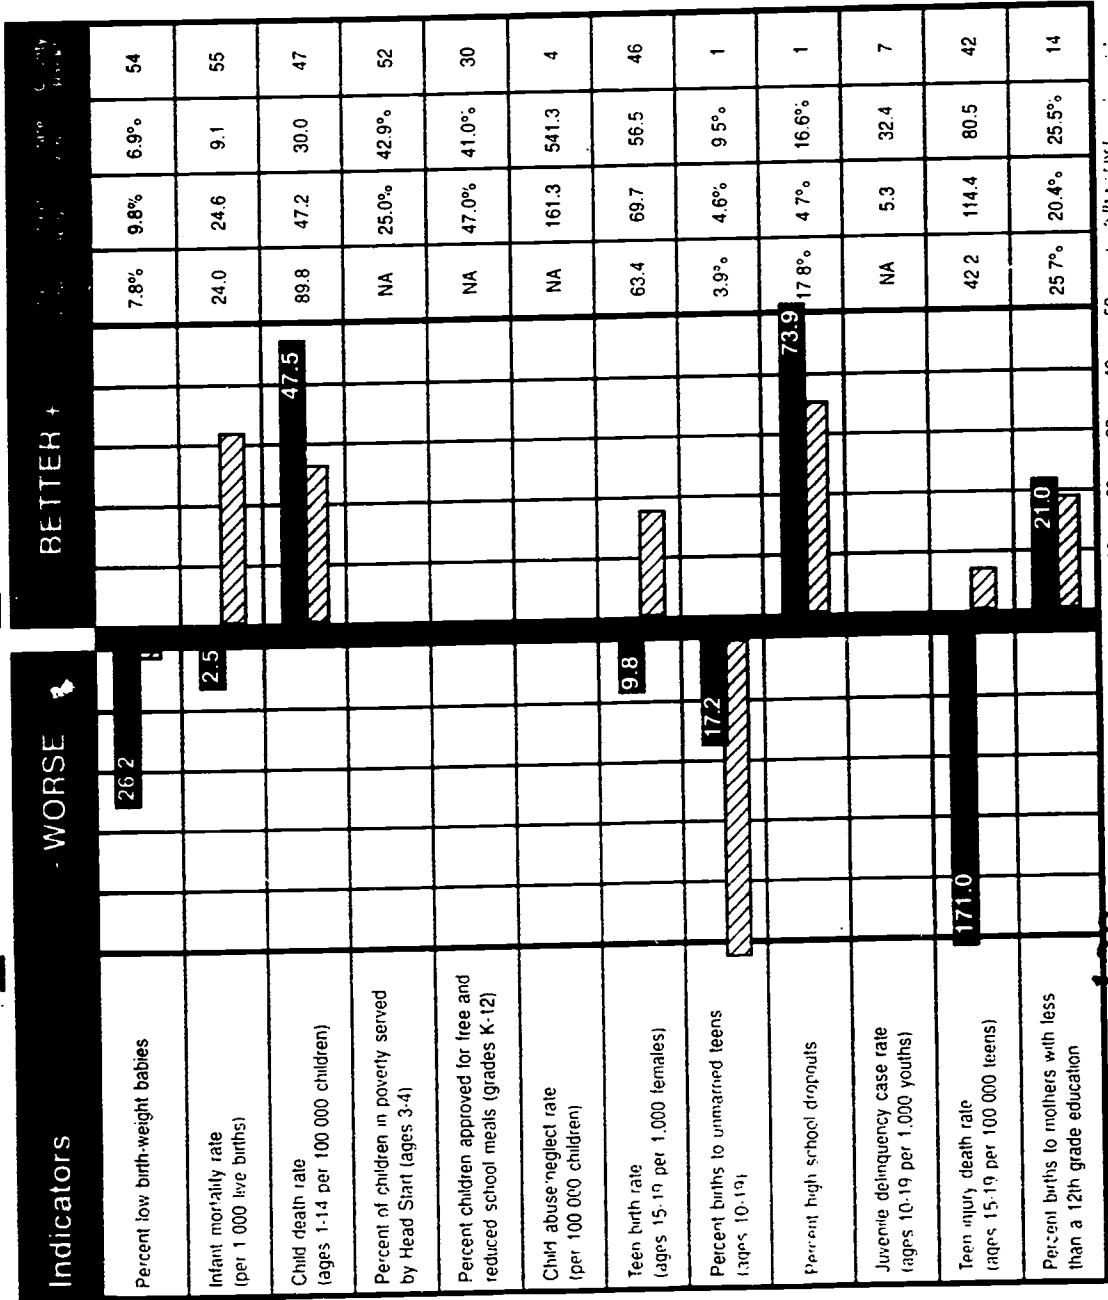 Indicators
- WORSE
BETTER +
Percent low birth-weight babies
26 2
7.8%
9.8%
6.9%
54
Infant mortality rate
(per 1 000 live births)
2.5
24.0
24.6
9.1
55
Child death rate
(ages 1-14 per 100 000 children)
47.5
89.8
47.2
30.0
47
Percent of children in poverty served
by Head Start (ages 3-4)
NA
25.0%
42.9%
52
Percent children approved for free and
reduced school meals (grades K-12)
NA
47.0%
41.0%
30
Child abuse/neglect rate
(per 100 000 children)
NA
161.3
541.3
4
Teen birth rate
(ages 15-19 per 1,000 females)
9.8
63.4
69.7
56.5
46
Percent births to unmarried teens
(ages 10-19)
17.2
3.9%
4.6%
9 5%
1
Percent high school dropouts
73.9
17 8%
4 7%
16.6%
1
Juvenile delinquency case rate
(ages 10-19 per 1,000 youths)
NA
5.3
32.4
7
Teen injury death rate
(ages 15-19 per 100 000 teens)
171.0
42 2
114.4
80.5
42
Percent births to mothers with less
than a 12th grade education
21.0
25 7%
20.4%
25.5%
14